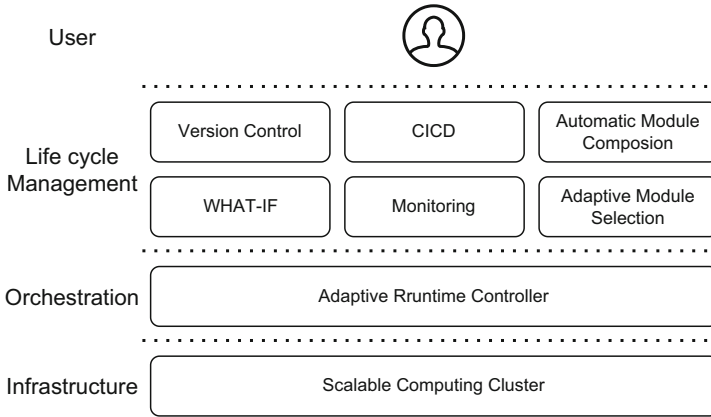 User
Life cycle
Management
Version Control
CICD
Automatic Module
Composion
WHAT-IF
Monitoring
Adaptive Module
Selection
Orchestration
Adaptive Rruntime Controller
Infrastructure
Scalable Computing Cluster